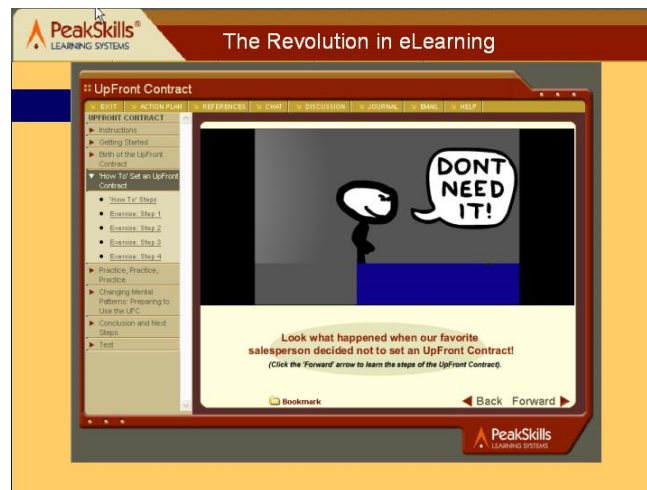 PeakSkills®
LEARNING SYSTEMS
The Revolution in eLearning
UpFront Contract
EXIT
ACTION PLAN
REFERENCES
CHAT
DISCUSSION
JOURNAL
EMAIL
HELP
UPFRONT CONTRACT
Instructions
Getting Started
Birth of the UpFront
Contract
'How To' Set an UpFront
Contract
'How To' Steps
Exercise: Step 1
Exercise: Step 2
Exercise: Step 3
Exercise: Step 4
Practice, Practice,
Practice
Changing Mental
Patterns: Preparing to
Use the UFC
Conclusion and Next
Steps
Test
DONT
NEED
IT!
Look what happened when our favorite
salesperson decided not to set an UpFront Contract!
(Click the 'Forward' arrow to learn the steps of the UpFront Contract).
Bookmark
Back Forward
PeakSkills
LEARNING SYSTEMS